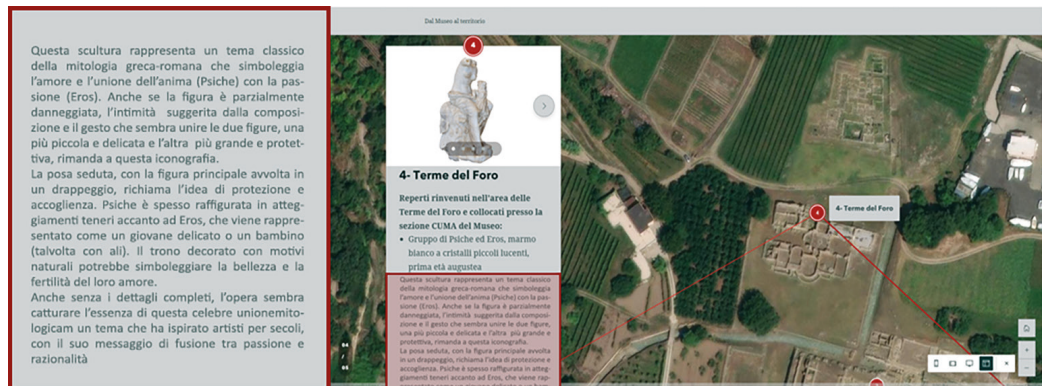 Questa scultura rappresenta un tema classico
della mitologia greca-romana che simboleggia
l'amore e l'unione dell'anima (Psiche) con la pas-
sione (Eros). Anche se la figura è parzialmente
danneggiata, l'intimità suggerita dalla composi-
zione e il gesto che sembra unire le due figure, una
più piccola e delicata e l'altra più grande e protet-
tiva, rimanda a questa iconografia.
La posa seduta, con la figura principale avvolta in
un drappeggio, richiama l'idea di protezione e
accoglienza. Psiche è spesso raffigurata in atteg-
giamenti teneri accanto ad Eros, che viene rappre-
sentato come un giovane delicato o un bambino
(talvolta con ali). Il trono decorato con motivi
naturali potrebbe simboleggiare la bellezza e la
fertilità del loro amore.
Anche senza i dettagli completi, l'opera sembra
catturare l'essenza di questa celebre unionemito-
logicam un tema che ha ispirato artisti per secoli,
con il suo messaggio di fusione tra passione e
razionalità
Dal Museo al territorio
4
4- Terme del Foro
Reperti rinvenuti nell'area delle
Terme del Foro e collocati presso la
sezione CUMA del Museo:
▪ Gruppo di Psiche ed Eros, marmo
bianco a cristalli piccoli lucenti,
prima età augustea
Questa scultura rappresenta un tema classico
della mitologia greca-romana che simboleggia
l'amore e l'unione dell'anima (Psiche) con la pas-
sione (Eros). Anche se la figura è parzialmente
danneggiata, l'intimità suggerita dalla composi-
zione e il gesto che sembra unire le due figure,
una più piccola e delicata e l'altra più grande e
protettiva, rimanda a questa iconografia.
La posa seduta, con la figura principale avvolta
in un drappeggio, richiama l'idea di protezione e
accoglienza. Psiche è spesso raffigurata in atteg-
giamenti teneri accanto ad Eros, che viene rap-
4
4- Terme del Foro